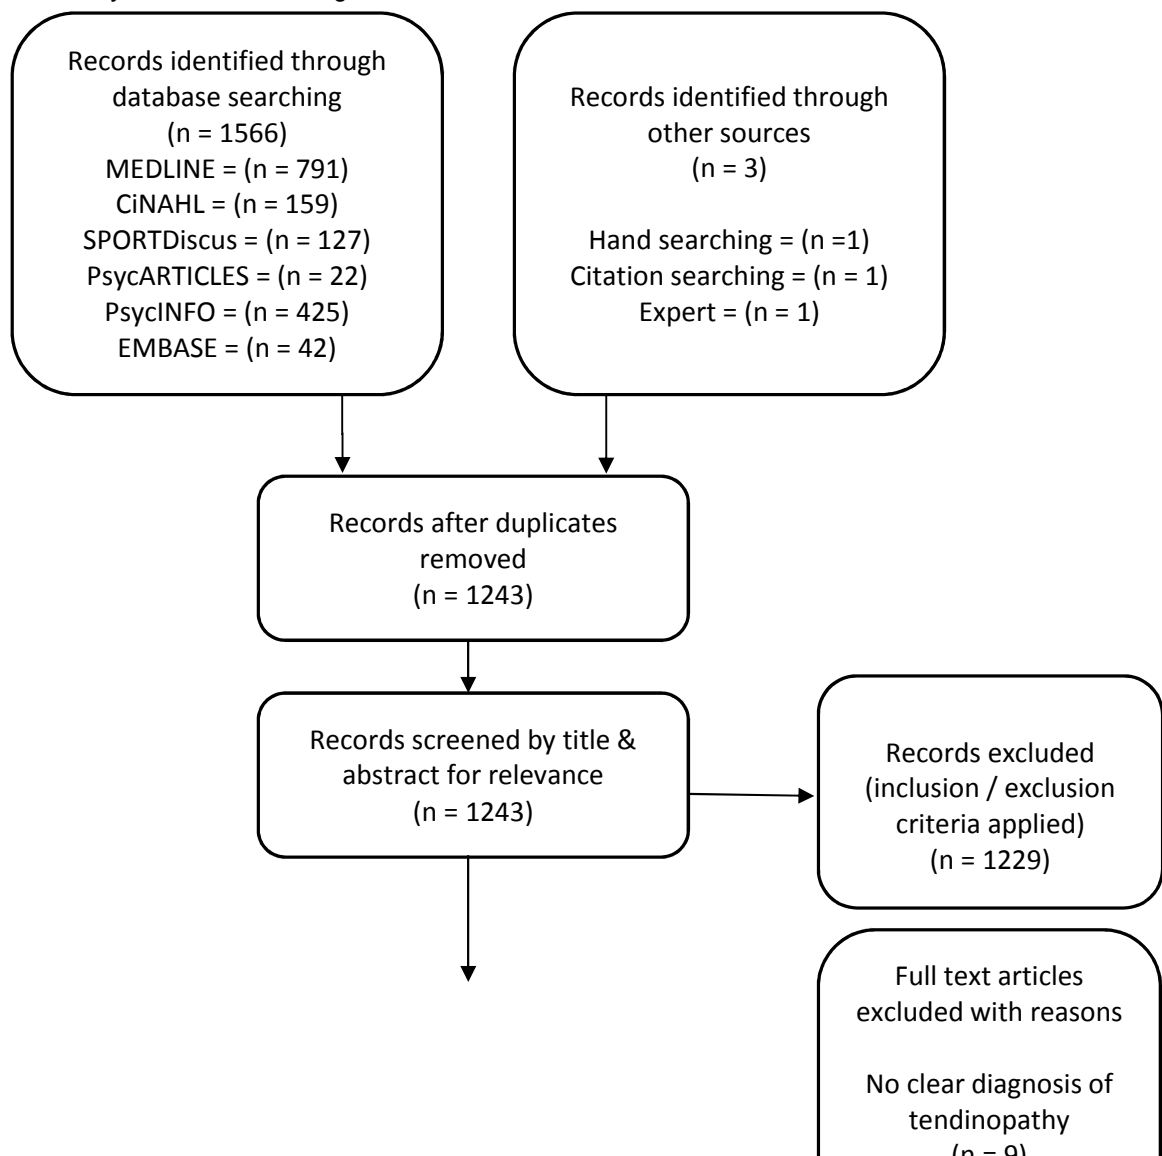 Records identified through
database searching
(n = 1566)
MEDLINE = (n = 791)
CiNAHL = (n = 159)
SPORTDiscus = (n = 127)
PsycARTICLES = (n = 22)
PsycINFO = (n = 425)
EMBASE = (n = 42)
Records identified through
other sources
(n = 3)
Hand searching = (n =1)
Citation searching = (n = 1)
Expert = (n = 1)
Records after duplicates
removed
(n = 1243)
Records screened by title &
abstract for relevance
(n = 1243)
Records excluded
(inclusion / exclusion
criteria applied)
(n = 1229)
Full text articles
excluded with reasons
No clear diagnosis of
tendinopathy
(n = 9)